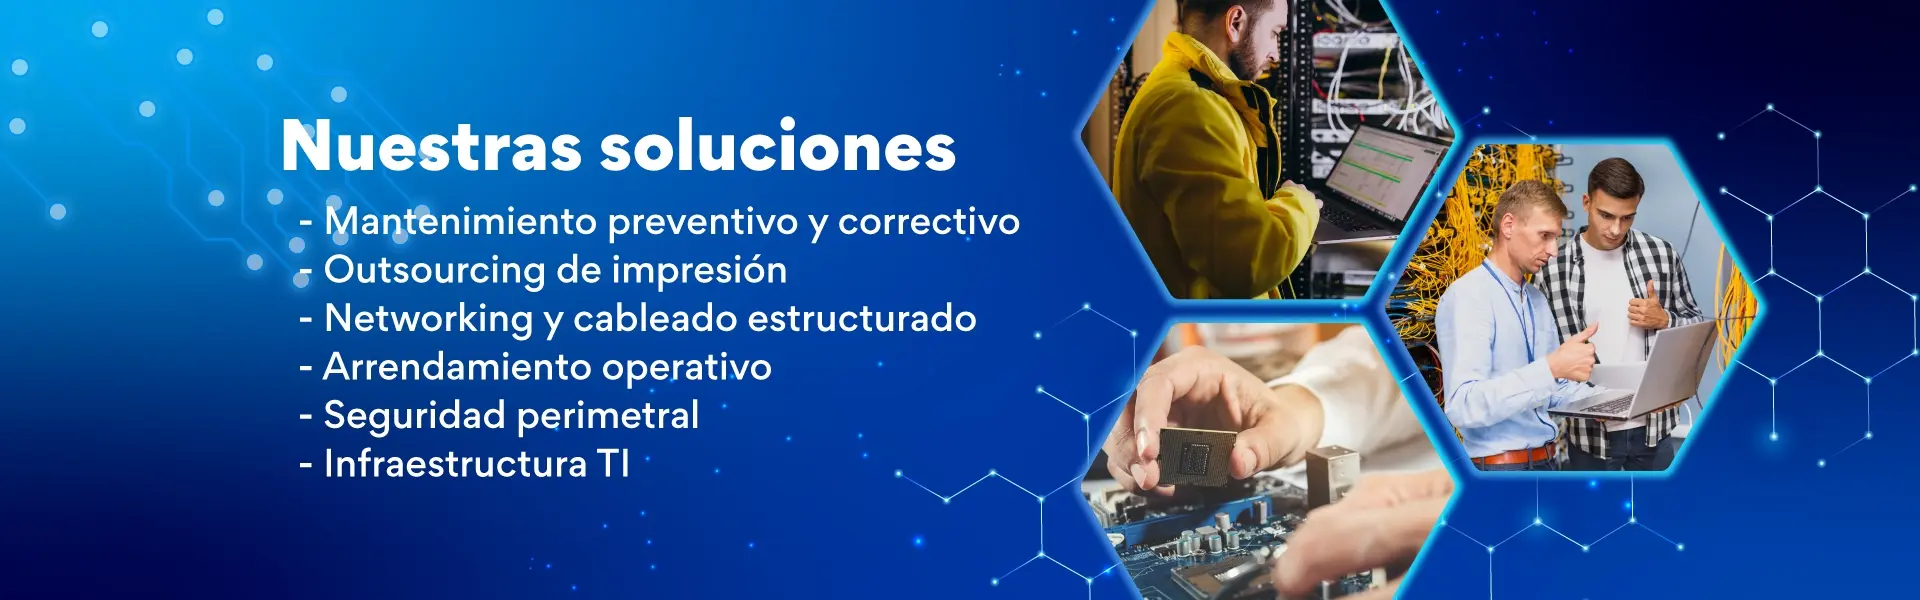 Nuestras soluciones
- Mantenimiento preventivo y correctivo
- Outsourcing de impresión
- Networking y cableado estructurado
- Arrendamiento operativo
- Seguridad perimetral
- Infraestructura TI